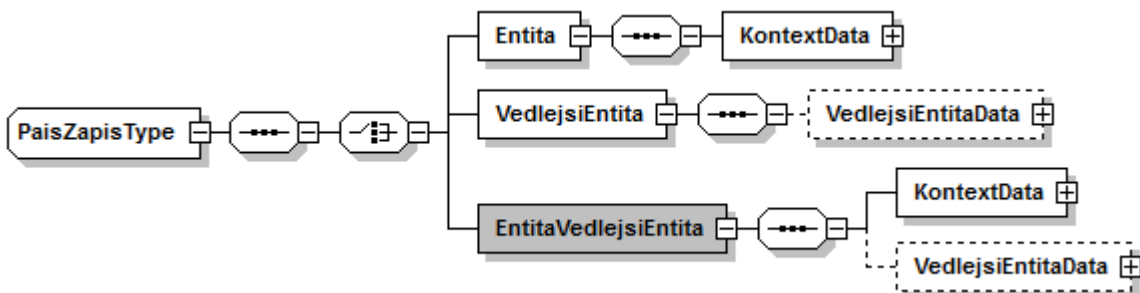 Entita
KontextData
PaisZapisType
VedlejsiEntita
VedlejsiEntitaData
EntitaVedlejsiEntita
KontextData
VedlejsiEntitaData